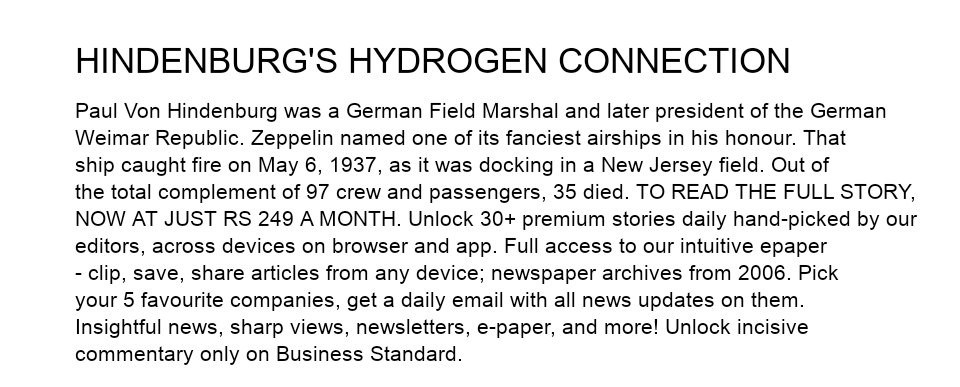 HINDENBURG'S HYDROGEN CONNECTION
Paul Von Hindenburg was a German Field Marshal and later president of the German
Weimar Republic. Zeppelin named one of its fanciest airships in his honour. That
ship caught fire on May 6, 1937, as it was docking in a New Jersey field. Out of
the total complement of 97 crew and passengers, 35 died. TO READ THE FULL STORY,
NOW AT JUST RS 249 A MONTH. Unlock 30+ premium stories daily hand-picked by our
editors, across devices on browser and app. Full access to our intuitive epaper
- clip, save, share articles from any device; newspaper archives from 2006. Pick
your 5 favourite companies, get a daily email with all news updates on them.
Insightful news, sharp views, newsletters, e-paper, and more! Unlock incisive
commentary only on Business Standard.